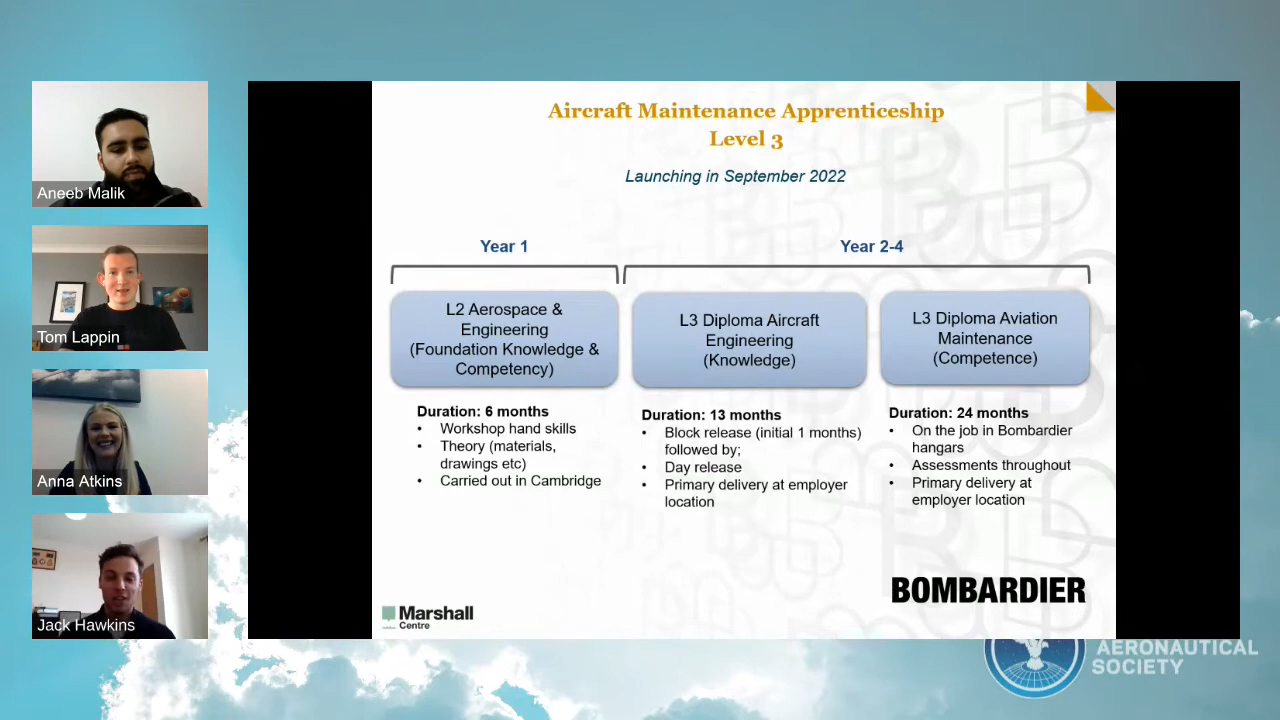 Aneeb Malik
Tom Lappin
Anna Atkins
Jack Hawkins
Aircraft Maintenance Apprenticeship
Level 3
Launching in September 2022
Year 1
Year 2-4
L2 Aerospace &
Engineering
(Foundation Knowledge &
Competency)
L3 Diploma Aircraft
Engineering
(Knowledge)
L3 Diploma Aviation
Maintenance
(Competence)
Duration: 6 months
• Workshop hand skills
• Theory (materials,
drawings etc)
• Carried out in Cambridge
Duration: 13 months
• Block release (initial 1 months)
followed by;
• Day release
• Primary delivery at employer
location
Duration: 24 months
• On the job in Bombardier
hangars
• Assessments throughout
• Primary delivery at
employer location
Marshall
Centre
BOMBARDIER
AERONAUTICAL
SOCIETY